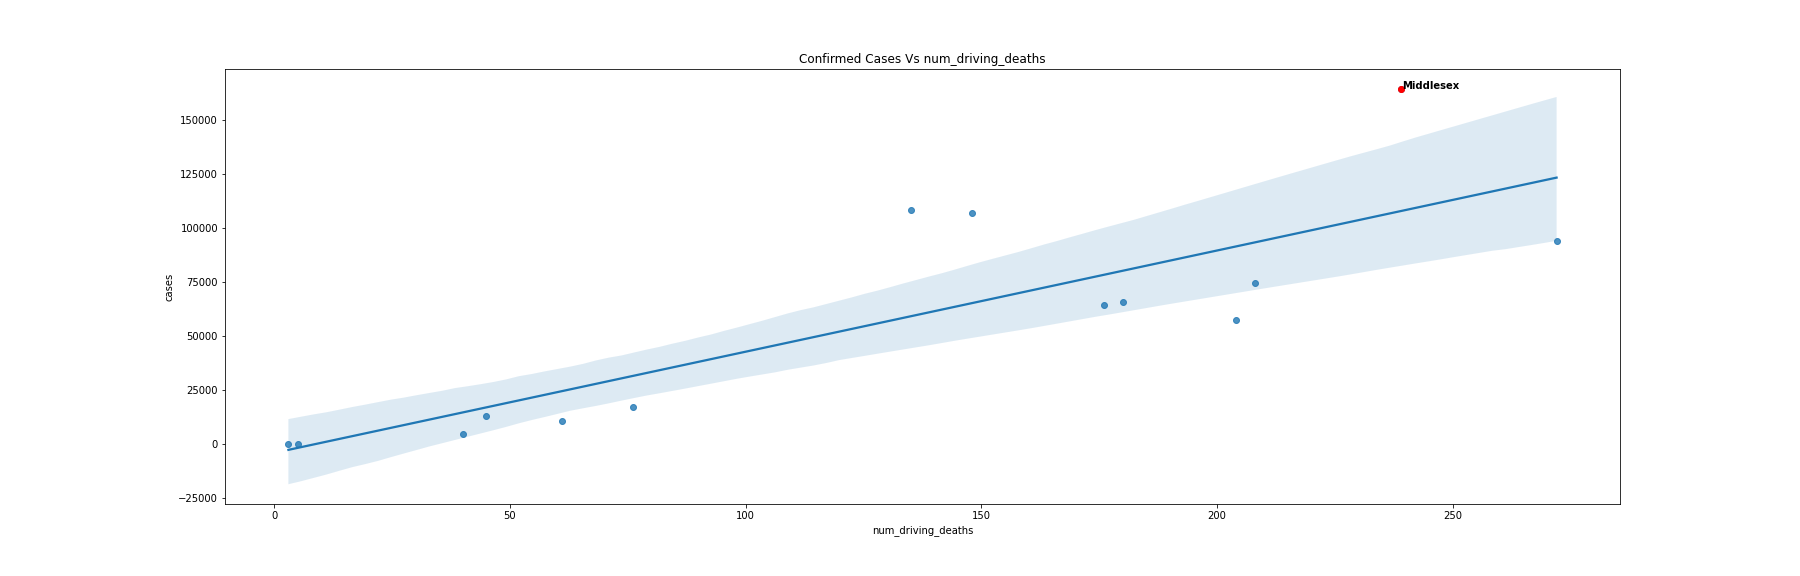 Confirmed Cases Vs num_driving_deaths
Middlesex
150000
125000
100000
75000
50000
25000
0
−25000
cases
0 50 100 150 200 250
num_driving_deaths